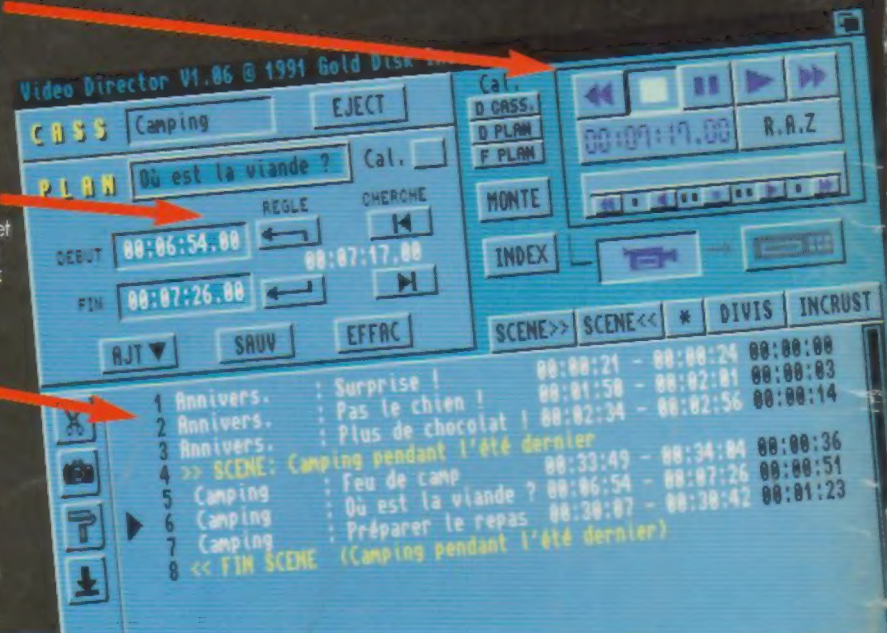 Video Director V1.06 © 1991 Gold Disk
CASS Camping EJECT
PLAN Où est la viande ? Cal.
REGLE CHERCHE
DEBUT 00:06:54.00
00:07:17.00
FIN 00:07:26.00
AJT SAUV EFFAC
Cal.
D CASS.
D PLAN
F PLAN
MONTE
INDEX
00:07:17.00 R.A.Z
SCENE>> SCENE<< * DIVIS INCRUST
1 Annivers. : Surprise ! 00:00:21 - 00:00:24 00:00:00
2 Annivers. : Pas le chien ! 00:01:50 - 00:02:01 00:00:03
3 Annivers. : Plus de chocolat ! 00:02:34 - 00:02:56 00:00:14
4 >> SCENE: Camping pendant l'été dernier
5 Camping : Feu de camp 00:33:49 - 00:34:04 00:00:36
6 Camping : Où est la viande ? 00:06:54 - 00:07:26 00:00:51
7 Camping : Préparer le repas 00:30:07 - 00:30:42 00:01:23
8 << FIN SCENE (Camping pendant l'été dernier)
et